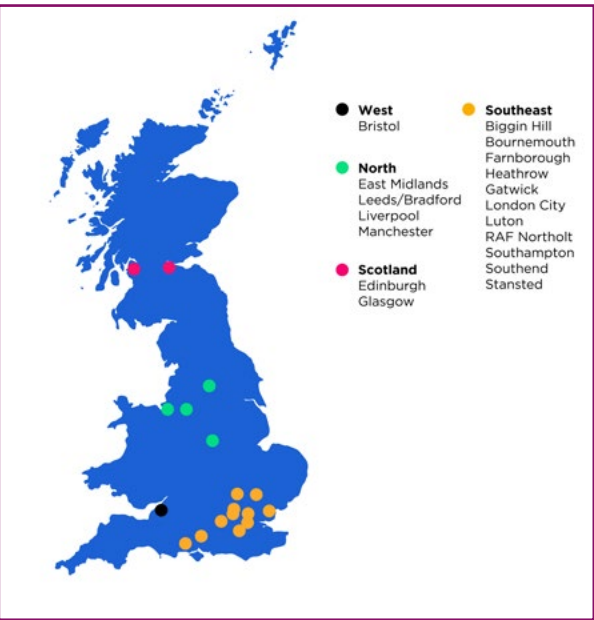 West
Bristol
North
East Midlands
Leeds/Bradford
Liverpool
Manchester
Scotland
Edinburgh
Glasgow
Southeast
Biggin Hill
Bournemouth
Farnborough
Heathrow
Gatwick
London City
Luton
RAF Northolt
Southampton
Southend
Stansted